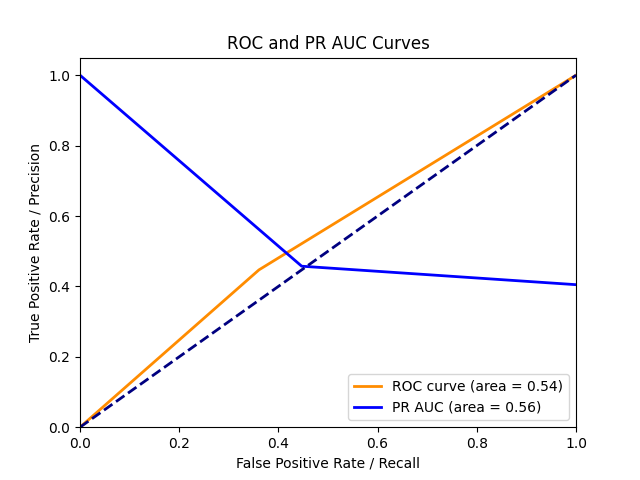 ROC and PR AUC Curves
True Positive Rate / Precision
1.0
0.8
0.6
0.4
0.2
0.0
0.0 0.2 0.4 0.6 0.8 1.0
False Positive Rate / Recall
ROC curve (area = 0.54)
PR AUC (area = 0.56)